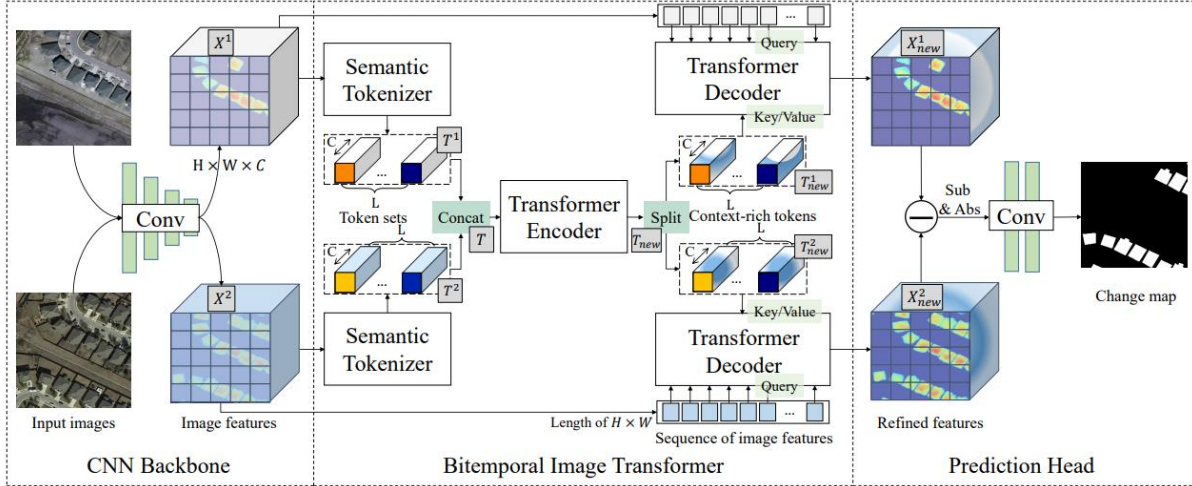 X¹
Semantic
Tokenizer
...
Query
Transformer
Decoder
X¹new
Key/Value
H × W × C
C
T¹
...
L
Token sets
C
...
T¹new
L
Context-rich tokens
Conv
Concat
T
Transformer
Encoder
Split
Tnew
Sub
& Abs
Conv
L
C
...
T²
L
C
...
T²new
Key/Value
X²
Semantic
Tokenizer
Transformer
Decoder
Query
X²new
Change map
Input images
Image features
Length of H × W
...
Sequence of image features
Refined features
CNN Backbone
Bitemporal Image Transformer
Prediction Head